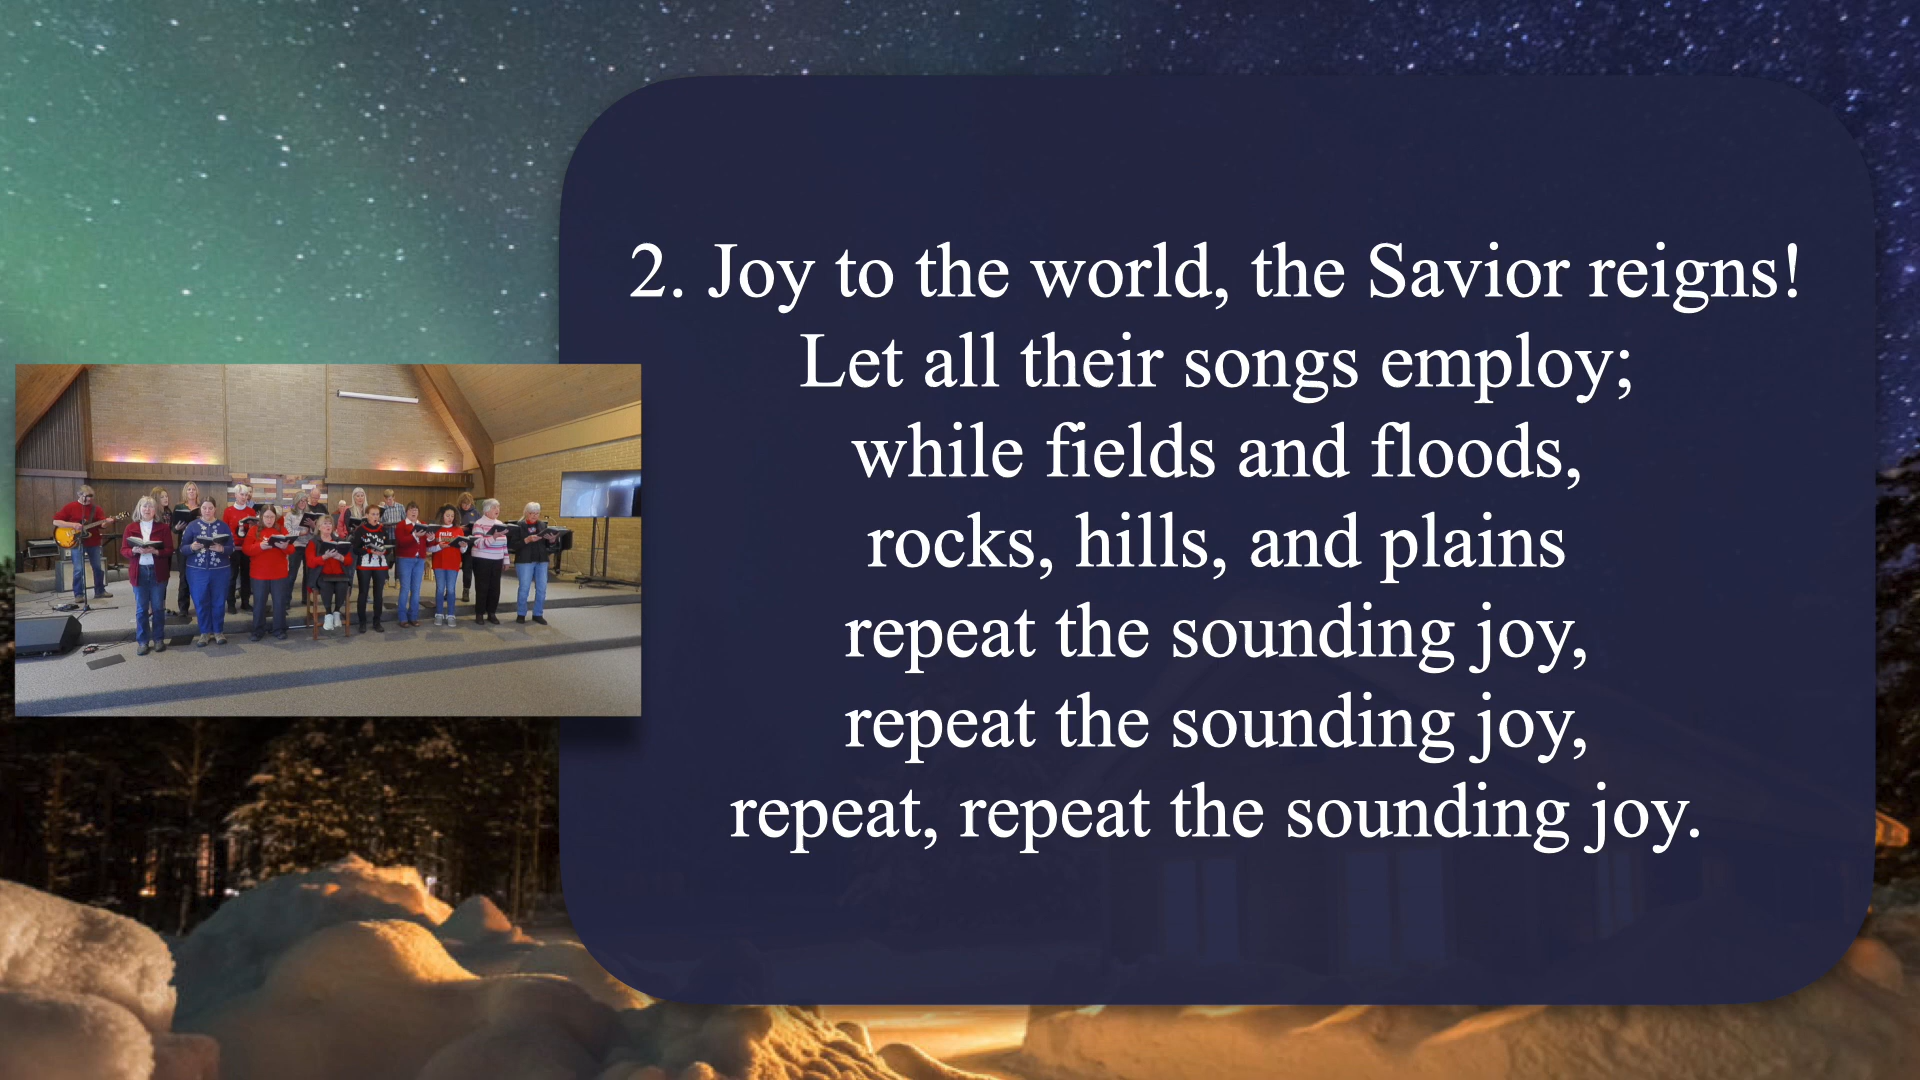 2. Joy to the world, the Savior reigns!
Let all their songs employ;
while fields and floods,
rocks, hills, and plains
repeat the sounding joy,
repeat the sounding joy,
repeat, repeat the sounding joy.